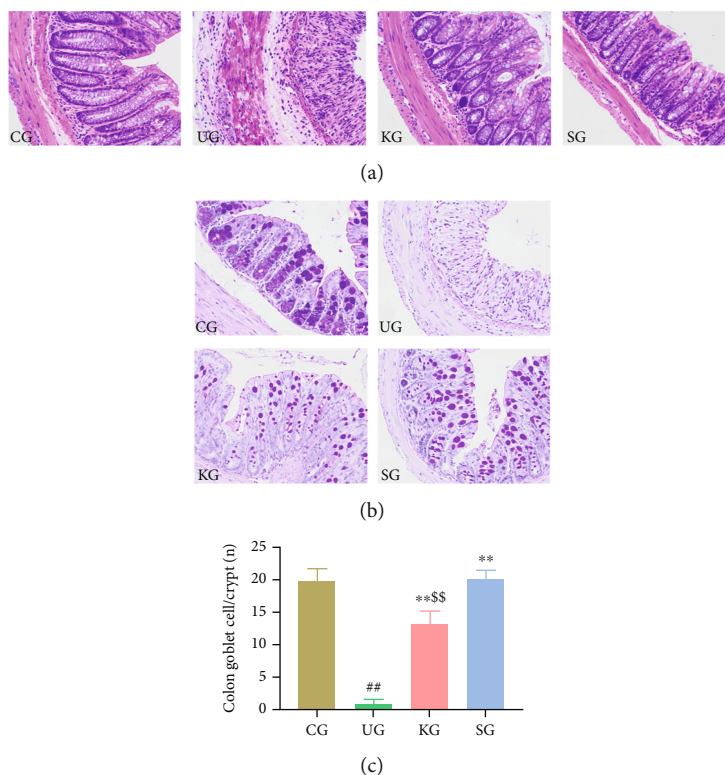 CG
UG
KG
SG
(a)
CG
UG
KG
SG
(b)
Colon goblet cell/crypt (n)
25
20
15
10
5
0
##
**$$
**
CG
UG
KG
SG
(c)